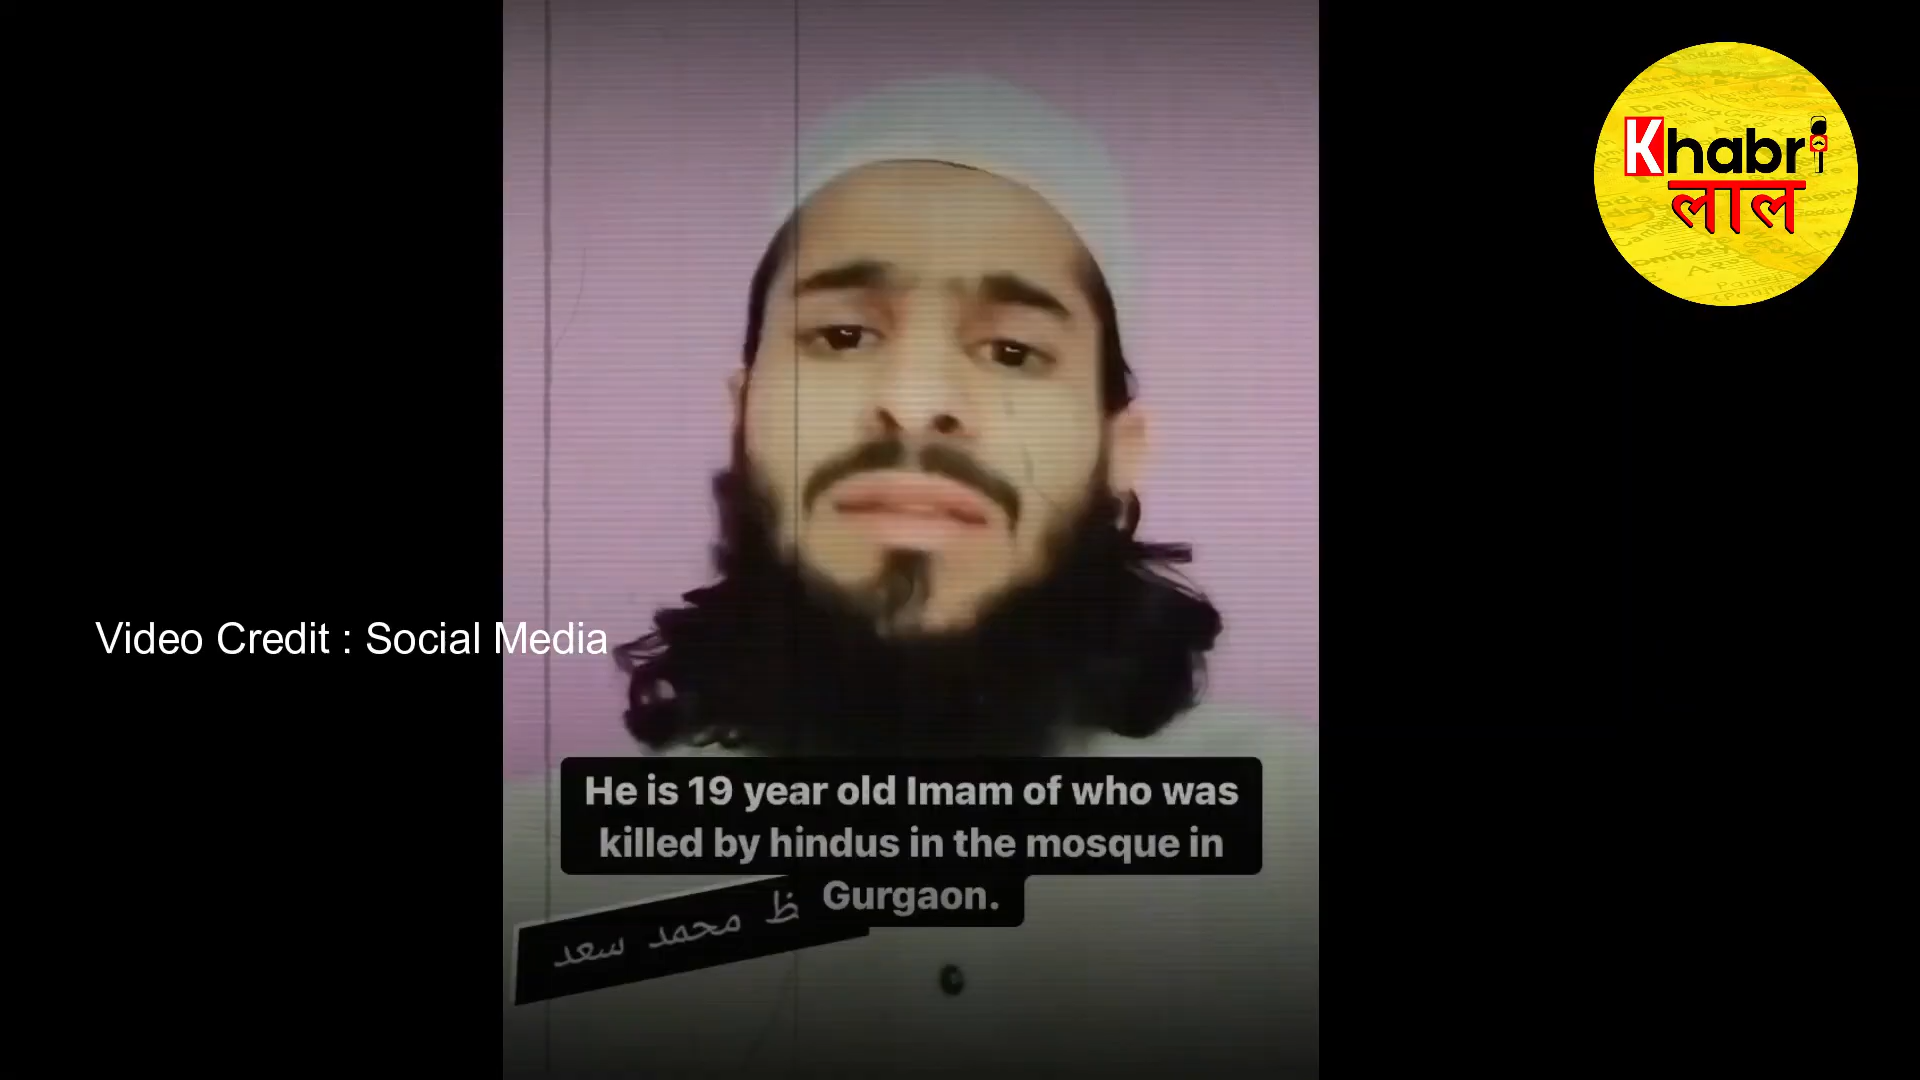 Khabri
लाल
Video Credit : Social Media
He is 19 year old Imam of who was
killed by hindus in the mosque in
Gurgaon.
ظ محمد سعد